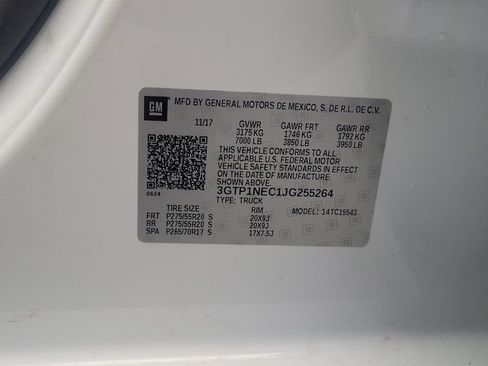 GM MFD BY GENERAL MOTORS DE MEXICO, S. DE R.L. DE C.V.
11/17 GVWR GAWR FRT GAWR RR
3175 KG 1746 KG 1792 KG
7000 LB 3850 LB 3950 LB
THIS VEHICLE CONFORMS TO ALL
APPLICABLE U.S. FEDERAL MOTOR
VEHICLE SAFETY STANDARDS IN EFFECT
ON THE DATE OF MANUFACTURE
SHOWN ABOVE.
0624 3GTP1NEC1JG255264
TYPE: TRUCK
TIRE SIZE RIM MODEL: 14TC15543
FRT P275/55R20 S 20X9J
RR P275/55R20 S 20X9J
SPA P265/70R17 S 17X7.5J